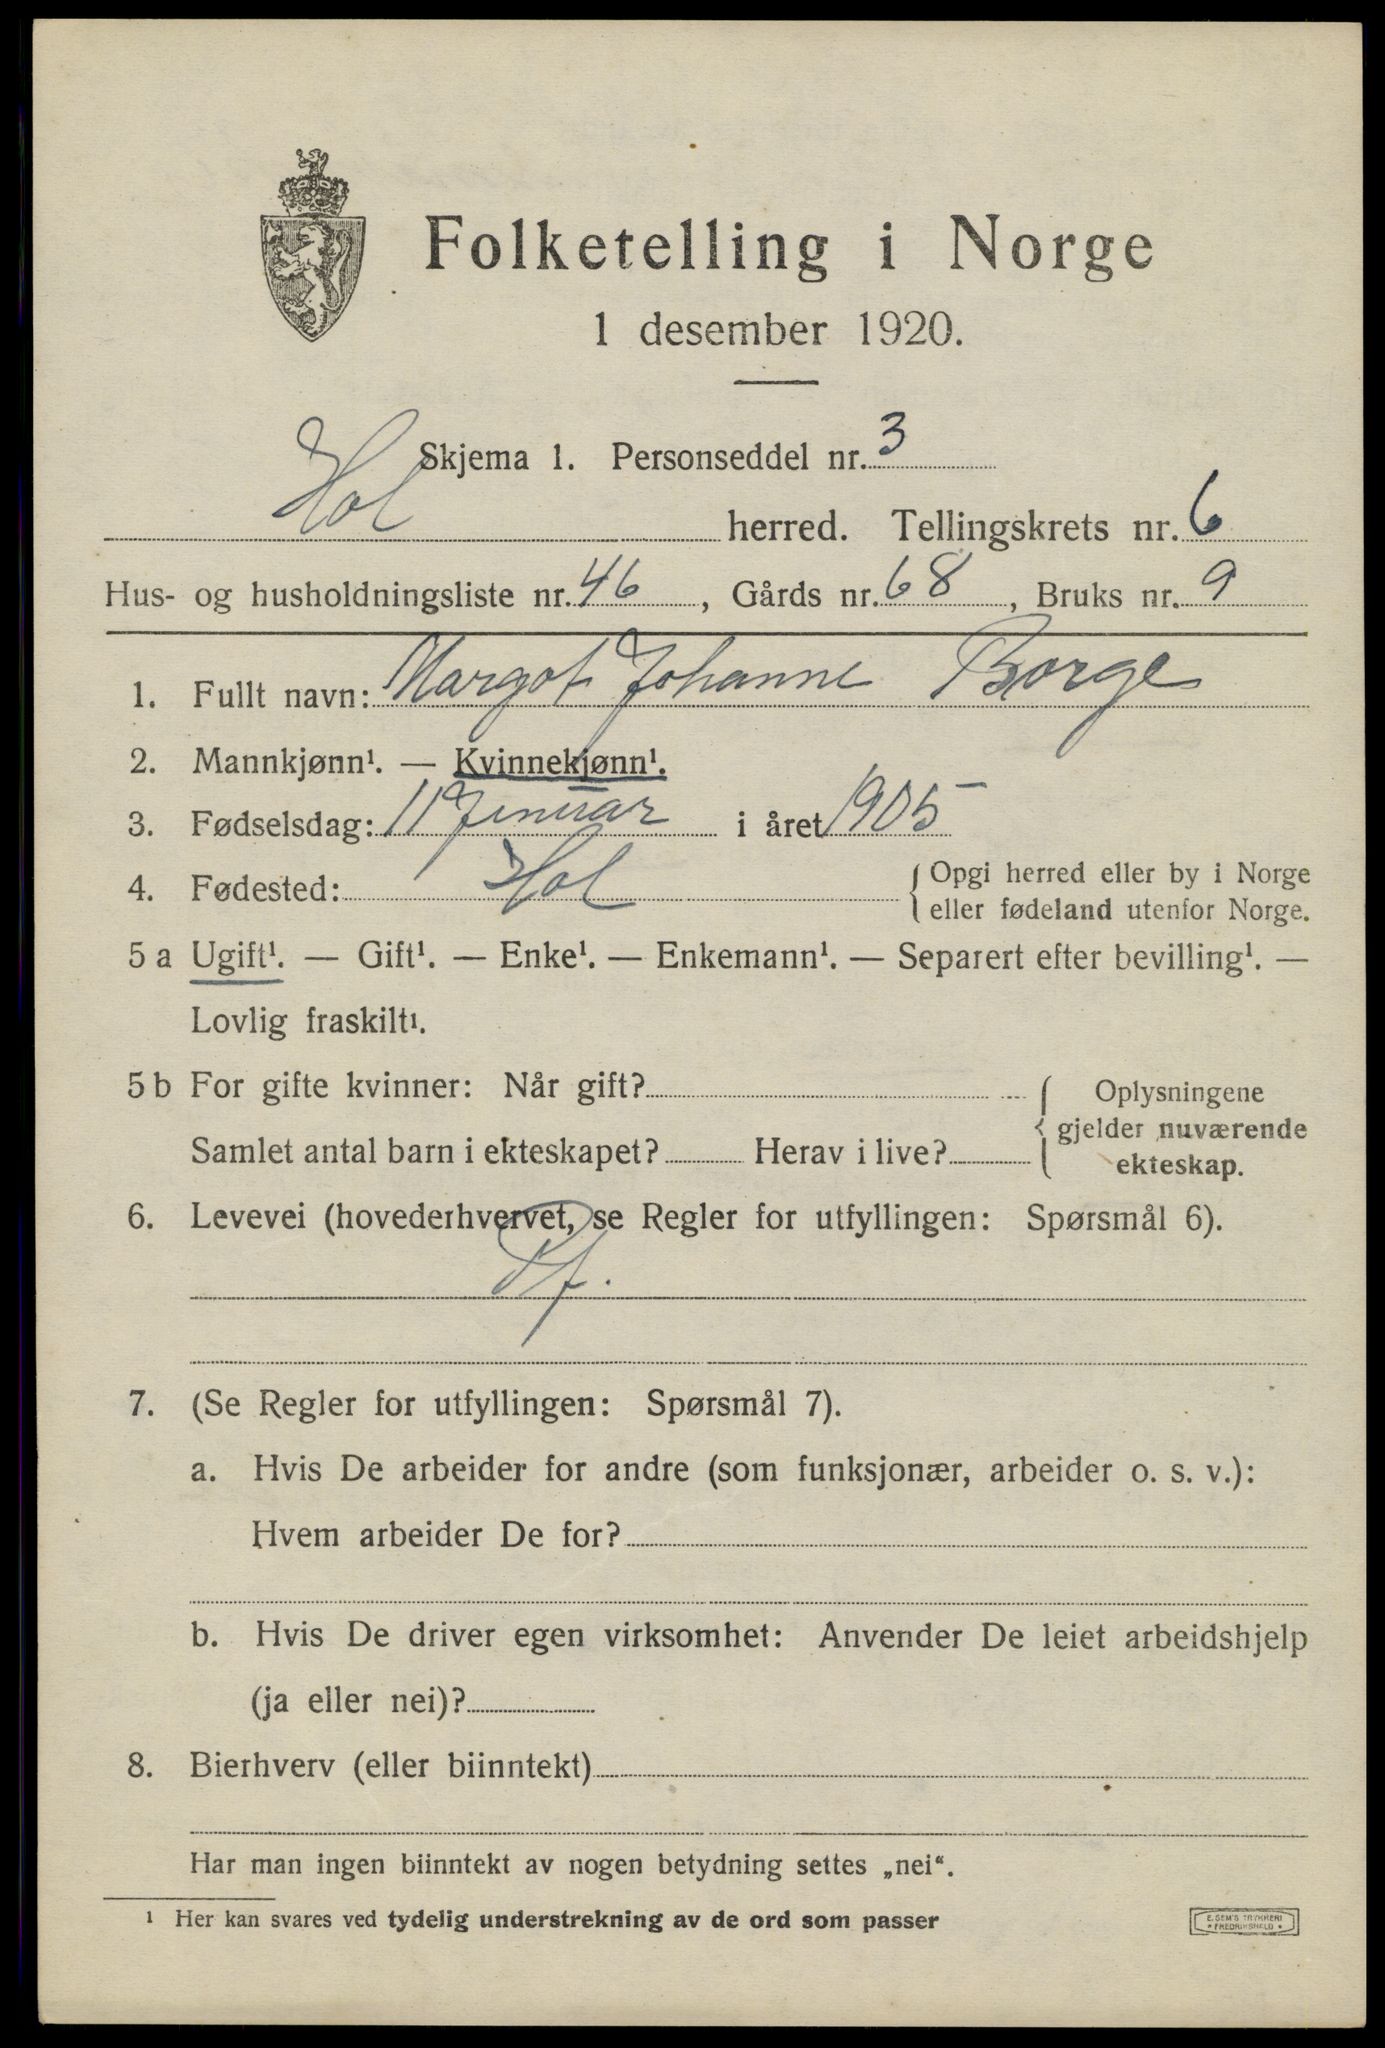 Folketelling i Norge
1 desember 1920.
Skjema 1. Personseddel nr. 3
Hol herred. Tellingskrets nr. 6
Hus- og husholdningsliste nr. 46, Gårds nr. 68, Bruks nr. 9
1. Fullt navn: Margot Johanne Borge
2. Mannkjønn¹. — Kvinnekjønn¹.
3. Fødselsdag: 11 Jenuar i året 1905
4. Fødested: Hol {Opgi herred eller by i Norge
eller fødeland utenfor Norge.
5 a Ugift¹. — Gift¹. — Enke¹. — Enkemann¹. — Separert efter bevilling¹. —
Lovlig fraskilt¹.
5 b For gifte kvinner: Når gift? { Oplysningene
gjelder nuværende
Samlet antal barn i ekteskapet? Herav i live?
ekteskap.
6. Levevei (hovederhvervet, se Regler for utfyllingen: Spørsmål 6).
7. (Se Regler for utfyllingen: Spørsmål 7).
a. Hvis De arbeider for andre (som funksjonær, arbeider o. s. v.):
Hvem arbeider De for?
b. Hvis De driver egen virksomhet: Anvender De leiet arbeidshjelp
(ja eller nei)?
8. Bierhverv (eller biinntekt)
Har man ingen biinntekt av nogen betydning settes „nei“.
¹ Her kan svares ved tydelig understrekning av de ord som passer
E. SEM'S TRYKKERI
* FREDRIKSHALD *